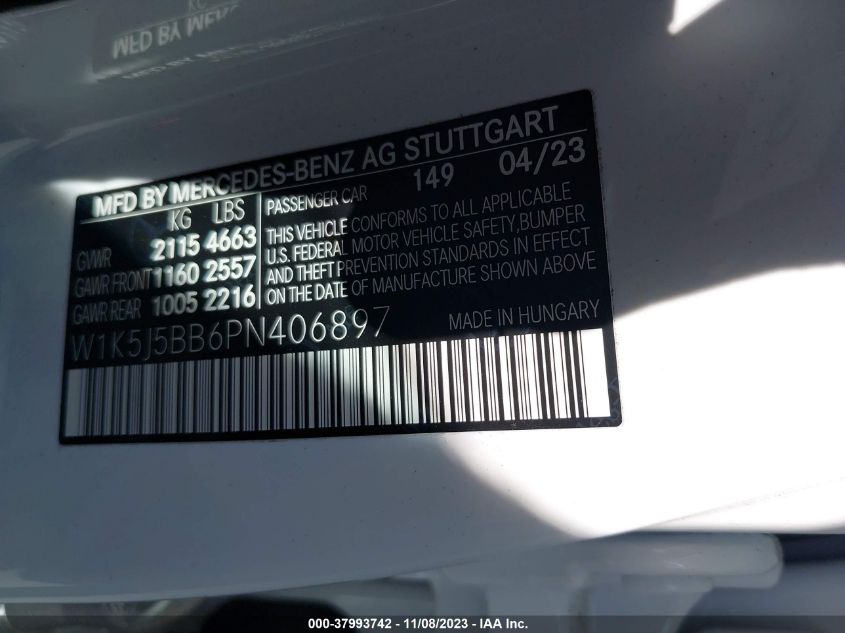 MFD BY MERCEDES-BENZ AG STUTTGART
KG LBS
GVWR 2115 4663
GAWR FRONT 1160 2557
GAWR REAR 1005 2216
PASSENGER CAR 149 04/23
THIS VEHICLE CONFORMS TO ALL APPLICABLE
U.S. FEDERAL MOTOR VEHICLE SAFETY,BUMPER
AND THEFT PREVENTION STANDARDS IN EFFECT
ON THE DATE OF MANUFACTURE SHOWN ABOVE
W1K5J5BB6PN406897
MADE IN HUNGARY
000-37993742 - 11/08/2023 - IAA Inc.